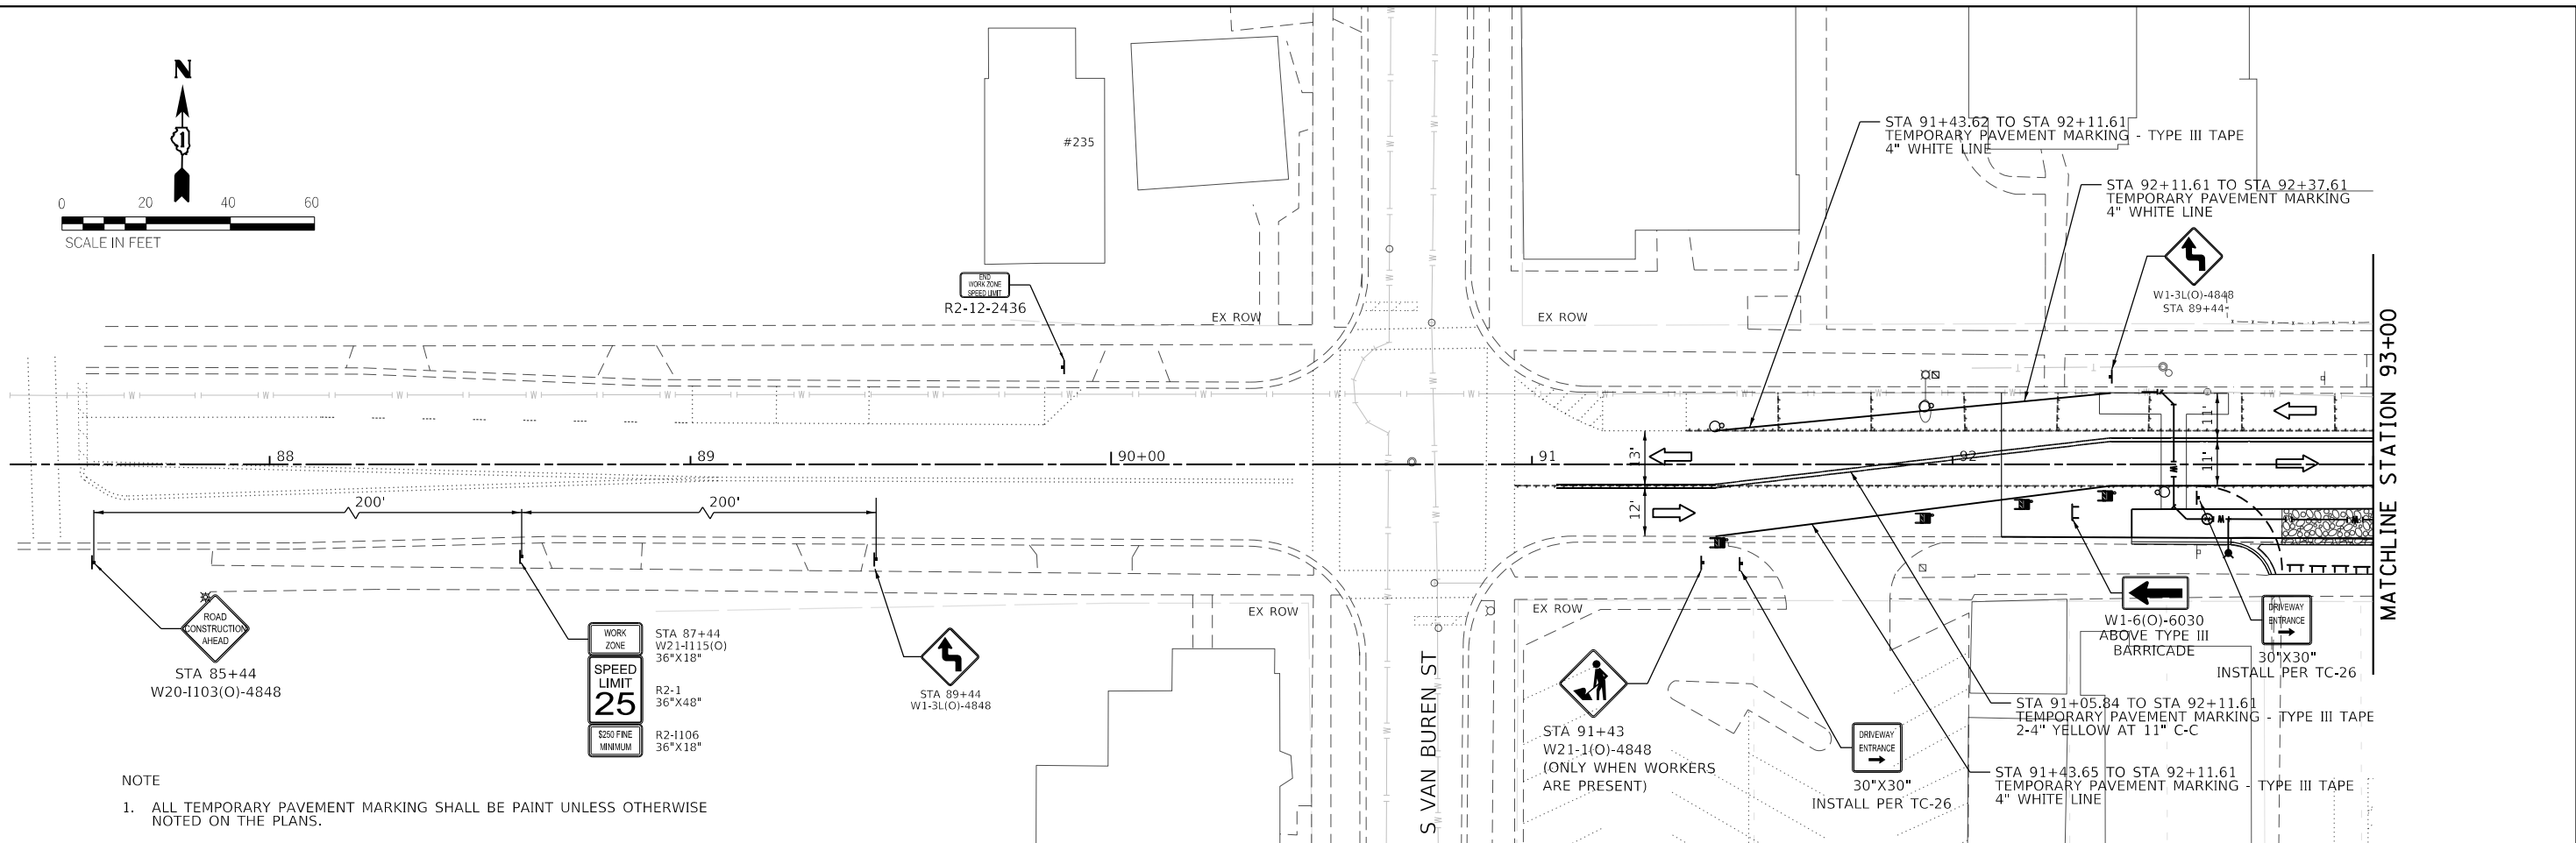 N
1
0 20 40 60
SCALE IN FEET
#235
STA 91+43.62 TO STA 92+11.61
TEMPORARY PAVEMENT MARKING - TYPE III TAPE
4" WHITE LINE
STA 92+11.61 TO STA 92+37.61
TEMPORARY PAVEMENT MARKING
4" WHITE LINE
W1-3L(O)-4848
STA 89+44
END
WORK ZONE
SPEED LIMIT
R2-12-2436
EX ROW
EX ROW
MATCHLINE STATION 93+00
88
89
90+00
91
92
13'
12'
11'
11'
200'
200'
ROAD
CONSTRUCTION
AHEAD
STA 85+44
W20-I103(O)-4848
WORK
ZONE
SPEED
LIMIT
25
$250 FINE
MINIMUM
STA 87+44
W21-I115(O)
36"X18"
R2-1
36"X48"
R2-I106
36"X18"
STA 89+44
W1-3L(O)-4848
EX ROW
EX ROW
S VAN BUREN ST
STA 91+43
W21-1(O)-4848
(ONLY WHEN WORKERS
ARE PRESENT)
DRIVEWAY
ENTRANCE
30"X30"
INSTALL PER TC-26
W1-6(O)-6030
ABOVE TYPE III
BARRICADE
DRIVEWAY
ENTRANCE
30"X30"
INSTALL PER TC-26
STA 91+05.84 TO STA 92+11.61
TEMPORARY PAVEMENT MARKING - TYPE III TAPE
2-4" YELLOW AT 11" C-C
STA 91+43.65 TO STA 92+11.61
TEMPORARY PAVEMENT MARKING - TYPE III TAPE
4" WHITE LINE
NOTE
1. ALL TEMPORARY PAVEMENT MARKING SHALL BE PAINT UNLESS OTHERWISE
NOTED ON THE PLANS.